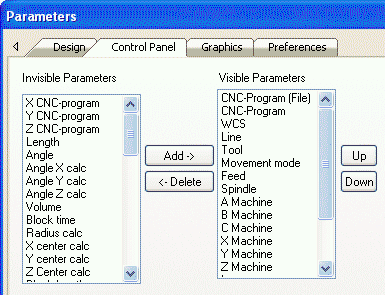 Parameters
Design
Control Panel
Graphics
Preferences
Invisible Parameters
X CNC-program
Y CNC-program
Z CNC-program
Length
Angle
Angle X calc
Angle Y calc
Angle Z calc
Volume
Block time
Radius calc
X center calc
Y center calc
Z Center calc
Add ->
<- Delete
Visible Parameters
CNC-Program (File)
CNC-Program
WCS
Line
Tool
Movement mode
Feed
Spindle
A Machine
B Machine
C Machine
X Machine
Y Machine
Z Machine
Up
Down